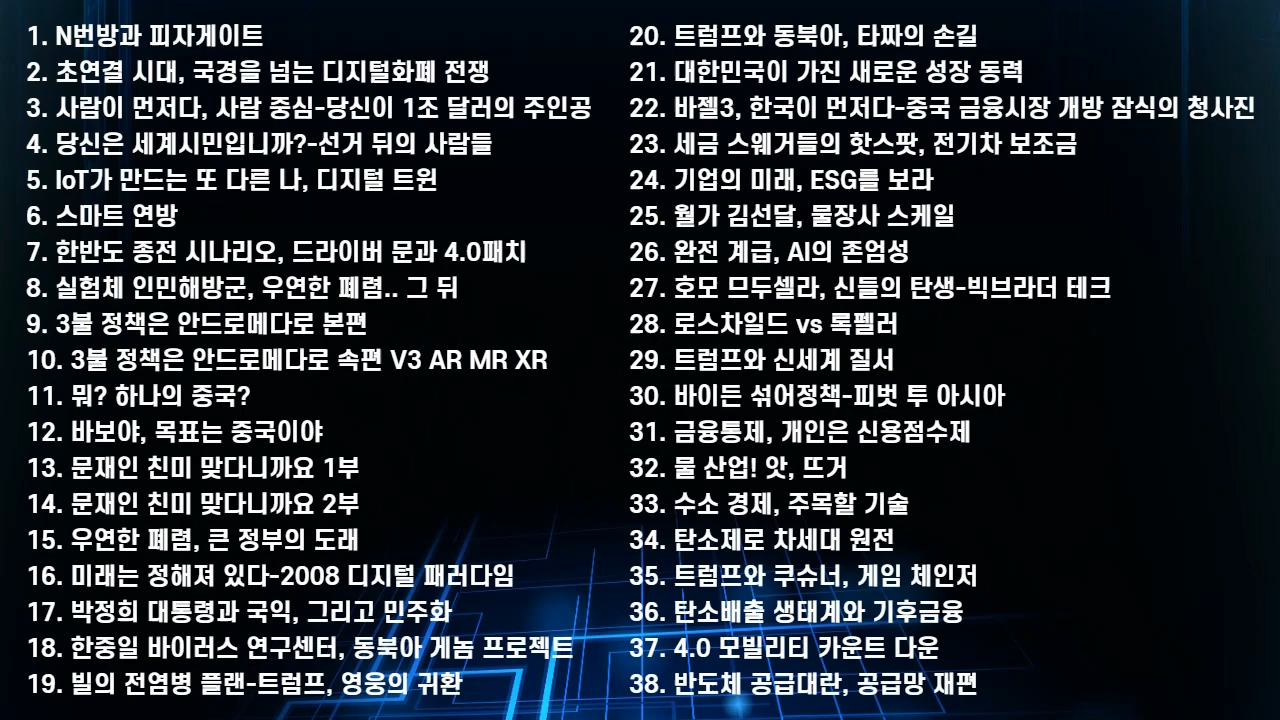 1. N번방과 피자게이트
2. 초연결 시대, 국경을 넘는 디지털화폐 전쟁
3. 사람이 먼저다, 사람 중심-당신이 1조 달러의 주인공
4. 당신은 세계시민입니까?-선거 뒤의 사람들
5. IoT가 만드는 또 다른 나, 디지털 트윈
6. 스마트 연방
7. 한반도 종전 시나리오, 드라이버 문과 4.0패치
8. 실험체 인민해방군, 우연한 폐렴.. 그 뒤
9. 3불 정책은 안드로메다로 본편
10. 3불 정책은 안드로메다로 속편 V3 AR MR XR
11. 뭐? 하나의 중국?
12. 바보야, 목표는 중국이야
13. 문재인 친미 맞다니까요 1부
14. 문재인 친미 맞다니까요 2부
15. 우연한 폐렴, 큰 정부의 도래
16. 미래는 정해져 있다-2008 디지털 패러다임
17. 박정희 대통령과 국익, 그리고 민주화
18. 한중일 바이러스 연구센터, 동북아 게놈 프로젝트
19. 빌의 전염병 플랜-트럼프, 영웅의 귀환
20. 트럼프와 동북아, 타짜의 손길
21. 대한민국이 가진 새로운 성장 동력
22. 바젤3, 한국이 먼저다-중국 금융시장 개방 잠식의 청사진
23. 세금 스웨거들의 핫스팟, 전기차 보조금
24. 기업의 미래, ESG를 보라
25. 월가 김선달, 물장사 스케일
26. 완전 계급, AI의 존엄성
27. 호모 므두셀라, 신들의 탄생-빅브라더 테크
28. 로스차일드 vs 록펠러
29. 트럼프와 신세계 질서
30. 바이든 섞어정책-피벗 투 아시아
31. 금융통제, 개인은 신용점수제
32. 물 산업! 앗, 뜨거
33. 수소 경제, 주목할 기술
34. 탄소제로 차세대 원전
35. 트럼프와 쿠슈너, 게임 체인저
36. 탄소배출 생태계와 기후금융
37. 4.0 모빌리티 카운트 다운
38. 반도체 공급대란, 공급망 재편